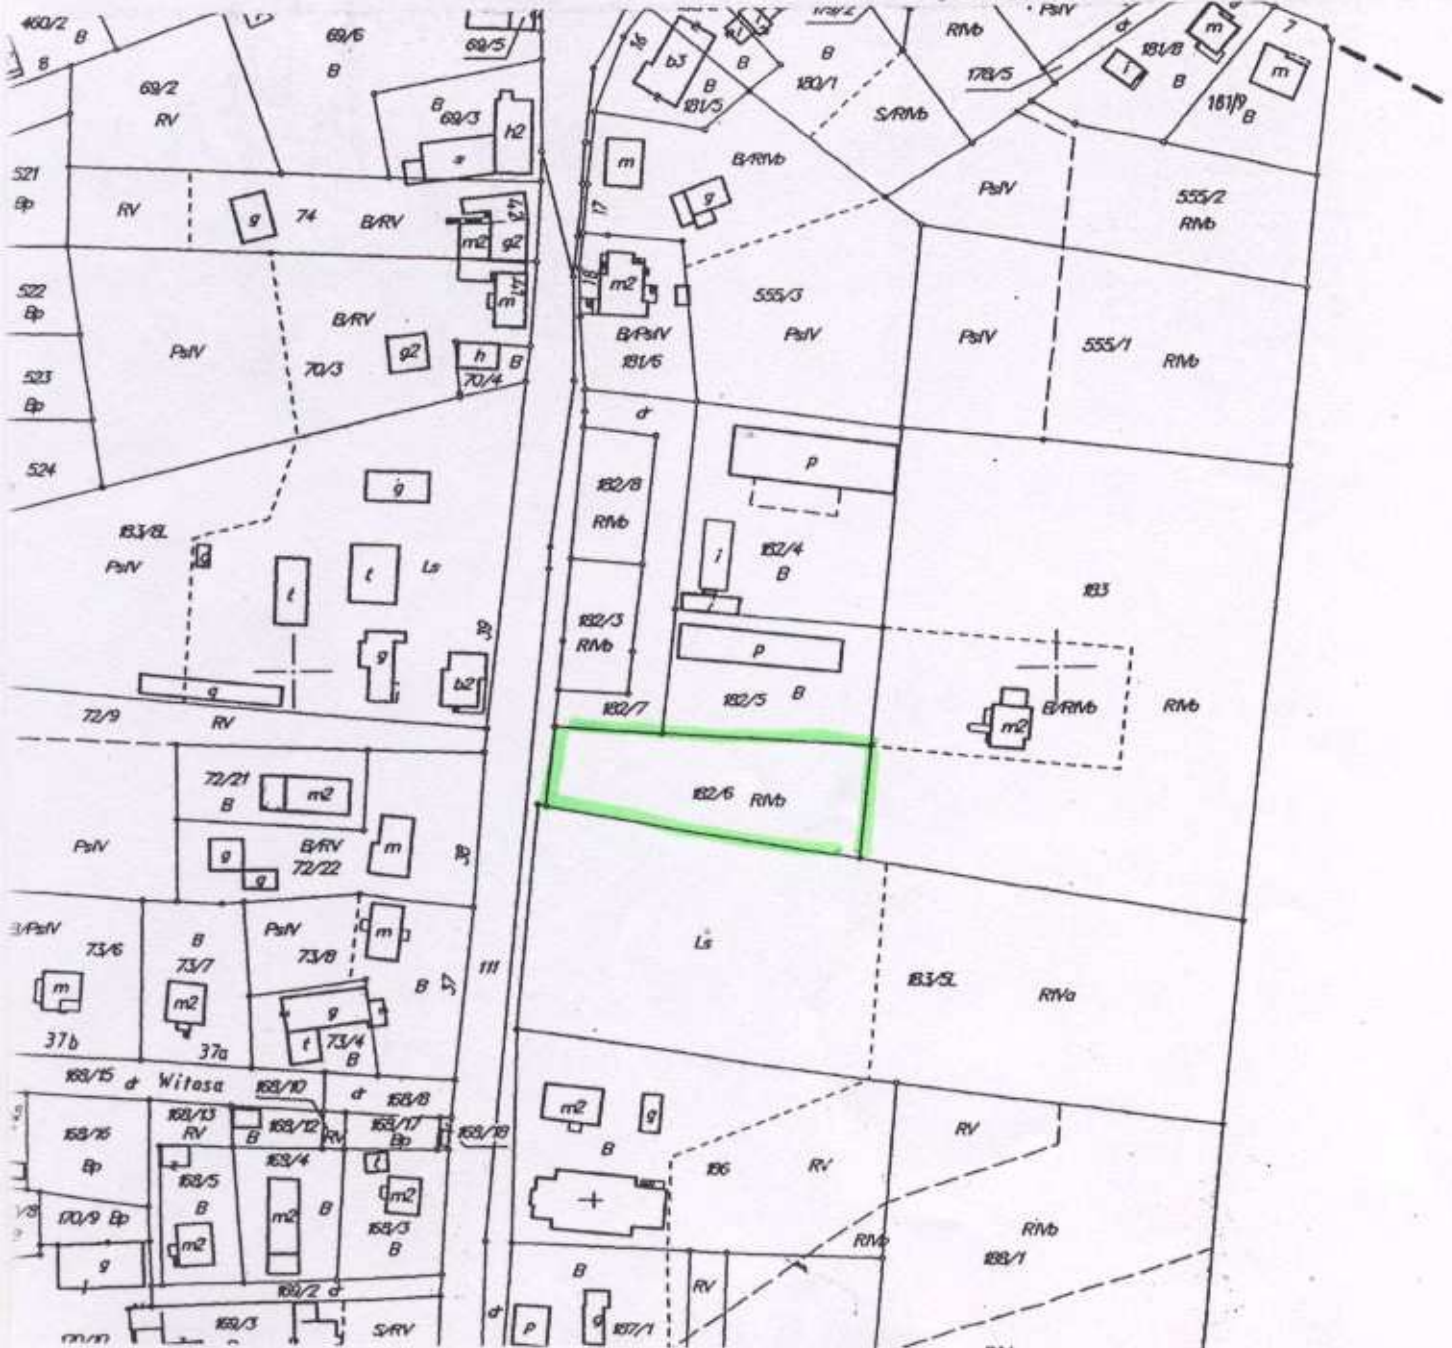 460/2
B
69/6
B
69/5
16
b3
B
181/5
B
B
180/1
RIVb
PsIV
dr
178/5
S/RIVb
m
i
181/8
B
7
m
181/9
B
69/2
RV
B
69/3
h2
521
Bp
RV
g
74
B/RV
m2
g2
m
17
m
B/RIVb
g
PsIV
555/2
RIVb
522
Bp
PsIV
B/RV
70/3
g2
h
70/4
B
18
m2
B/PsIV
181/6
555/3
PsIV
PsIV
555/1
RIVb
523
Bp
524
dr
p
g
182/8
RIVb
182/4
B
i
i
183/8L
PsIV
g
t
t
Ls
183
182/3
RIVb
39
g
b2
p
182/5
B
g
182/7
m2
B/RIVb
RIVb
72/9
RV
72/21
B
m2
182/6
RIVb
PsIV
g
g
B/RV
72/22
m
38
B/PsIV
73/6
B
73/7
PsIV
73/8
m
B
37
111
Ls
183/5L
RIVa
m
m2
g
t
73/4
B
37b
37a
168/15
dr
Witosa
168/10
dr
168/8
m2
g
B
168/13
RV
B
168/12
RV
168/17
Bp
168/18
RV
168/16
Bp
168/4
168/5
B
m2
B
m2
168/3
B
186
RV
170/9
Bp
m2
g
RIVb
RIVb
188/1
169/2
dr
B
RV
169/3
S/RV
dr
p
g
187/1